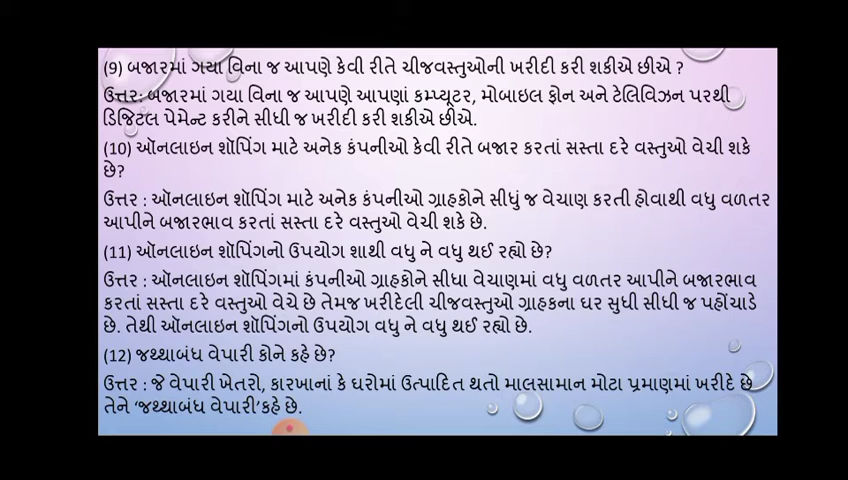 (9) બજારમાં ગયા વિના જ આપણે કેવી રીતે ચીજવસ્તુઓની ખરીદી કરી શકીએ છીએ ?
ઉત્તર: બજારમાં ગયા વિના જ આપણે આપણાં કમ્પ્યૂટર, મોબાઇલ ફોન અને ટેલિવિઝન પરથી
ડિજિટલ પેમેન્ટ કરીને સીધી જ ખરીદી કરી શકીએ છીએ.
(10) ઑનલાઇન શૉપિંગ માટે અનેક કંપનીઓ કેવી રીતે બજાર કરતાં સસ્તા દરે વસ્તુઓ વેચી શકે
છે?
ઉત્તર : ઑનલાઇન શૉપિંગ માટે અનેક કંપનીઓ ગ્રાહકોને સીધું જ વેચાણ કરતી હોવાથી વધુ વળતર
આપીને બજારભાવ કરતાં સસ્તા દરે વસ્તુઓ વેચી શકે છે.
(11) ઑનલાઇન શૉપિંગનો ઉપયોગ શાથી વધુ ને વધુ થઈ રહ્યો છે?
ઉત્તર : ઑનલાઇન શૉપિંગમાં કંપનીઓ ગ્રાહકોને સીધા વેચાણમાં વધુ વળતર આપીને બજારભાવ
કરતાં સસ્તા દરે વસ્તુઓ વેચે છે તેમજ ખરીદેલી ચીજવસ્તુઓ ગ્રાહકના ઘર સુધી સીધી જ પહોંચાડે
છે. તેથી ઑનલાઇન શૉપિંગનો ઉપયોગ વધુ ને વધુ થઈ રહ્યો છે.
(12) જથ્થાબંધ વેપારી કોને કહે છે?
ઉત્તર : જે વેપારી ખેતરો, કારખાનાં કે ઘરોમાં ઉત્પાદિત થતો માલસામાન મોટા પ્રમાણમાં ખરીદે છે
તેને ‘જથ્થાબંધ વેપારી’કહે છે.